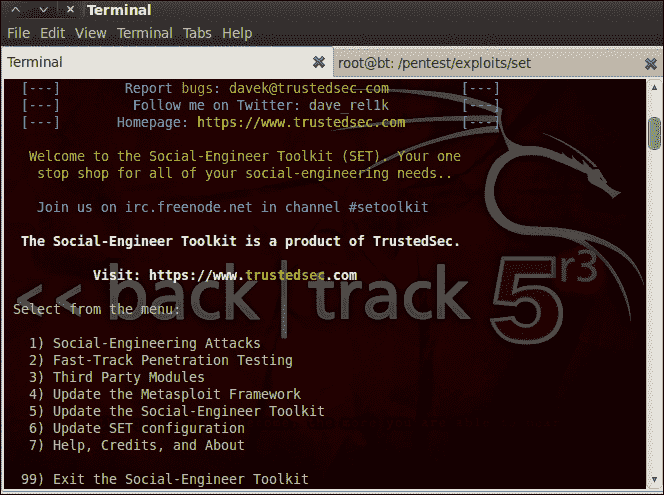 Terminal
File Edit View Terminal Tabs Help
Terminal
root@bt: /pentest/exploits/set
[---] Report bugs: davek@trustedsec.com [---]
[---] Follow me on Twitter: dave_rel1k [---]
[---] Homepage: https://www.trustedsec.com [---]
Welcome to the Social-Engineer Toolkit (SET). Your one
stop shop for all of your social-engineering needs..
Join us on irc.freenode.net in channel #setoolkit
The Social-Engineer Toolkit is a product of TrustedSec.
Visit: https://www.trustedsec.com
<< back | track 5 r3
Select from the menu:
1) Social-Engineering Attacks
2) Fast-Track Penetration Testing
3) Third Party Modules
4) Update the Metasploit Framework
5) Update the Social-Engineer Toolkit
6) Update SET configuration
7) Help, Credits, and About
99) Exit the Social-Engineer Toolkit